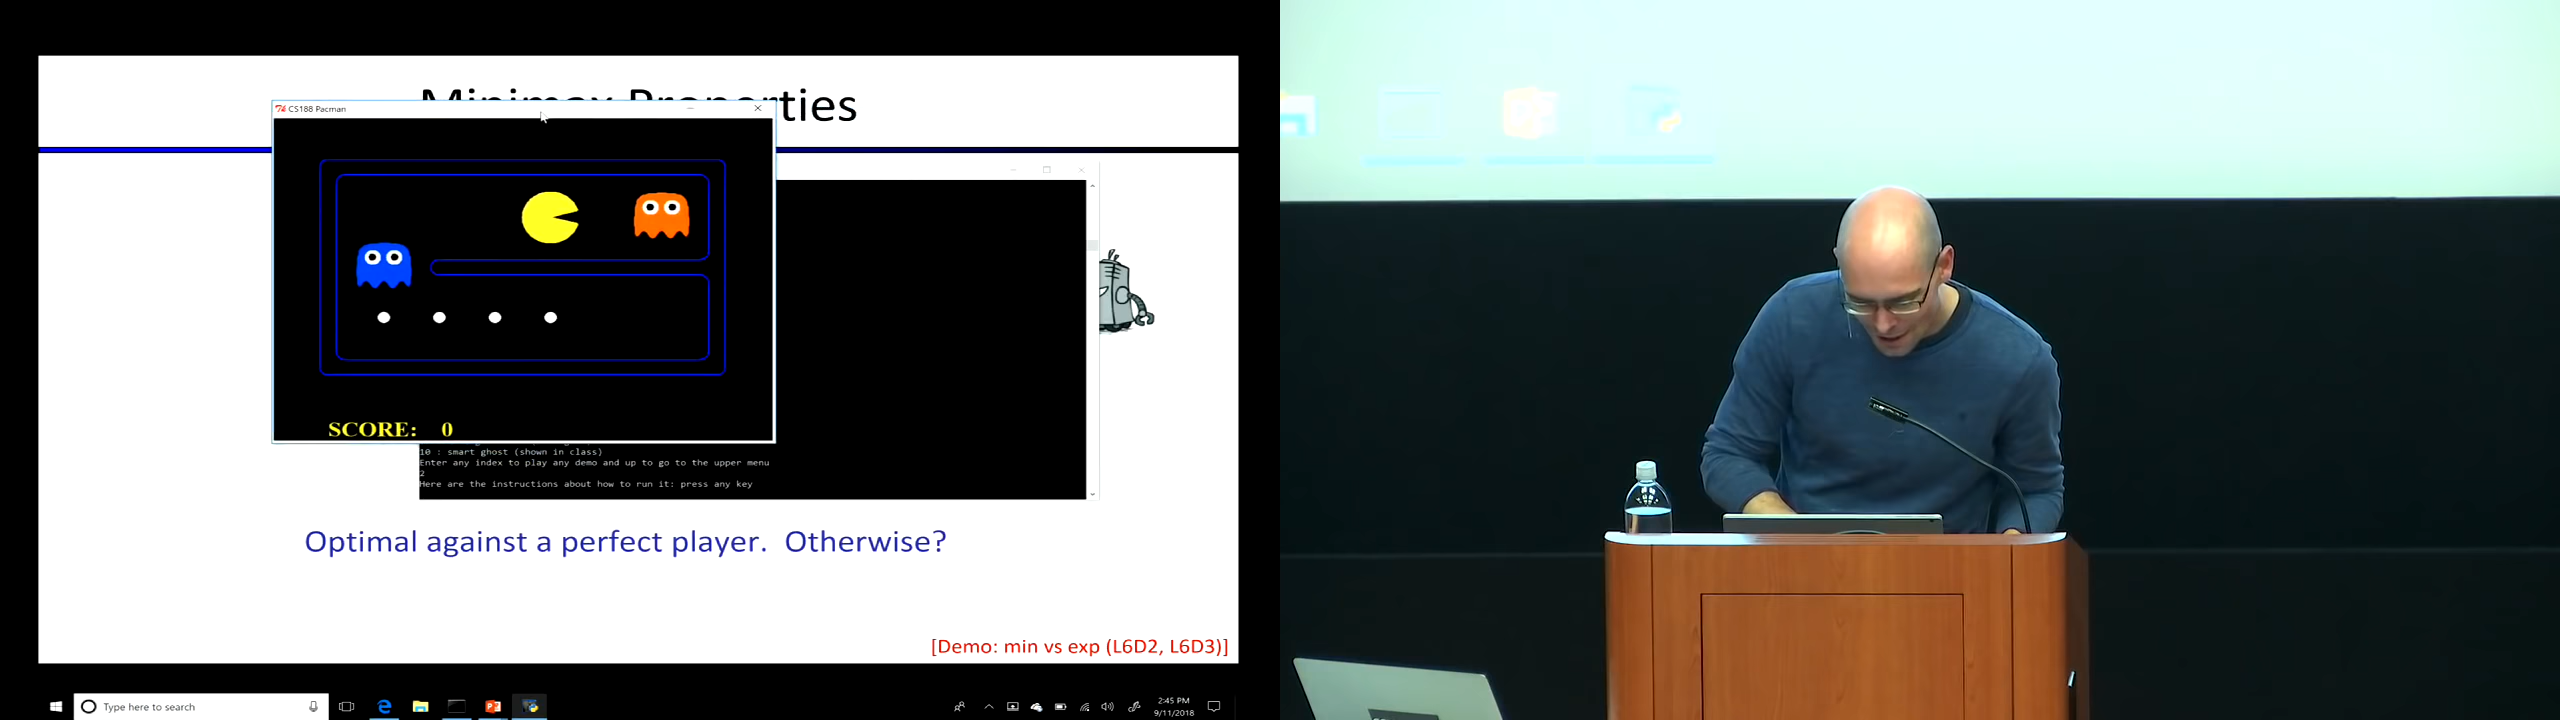 Minimax Properties
CS188 Pacman
SCORE: 0
10 : smart ghost (shown in class)
Enter any index to play any demo and up to go to the upper menu
2
Here are the instructions about how to run it: press any key
Optimal against a perfect player.  Otherwise?
[Demo: min vs exp (L6D2, L6D3)]
Type here to search
2:45 PM
9/11/2018